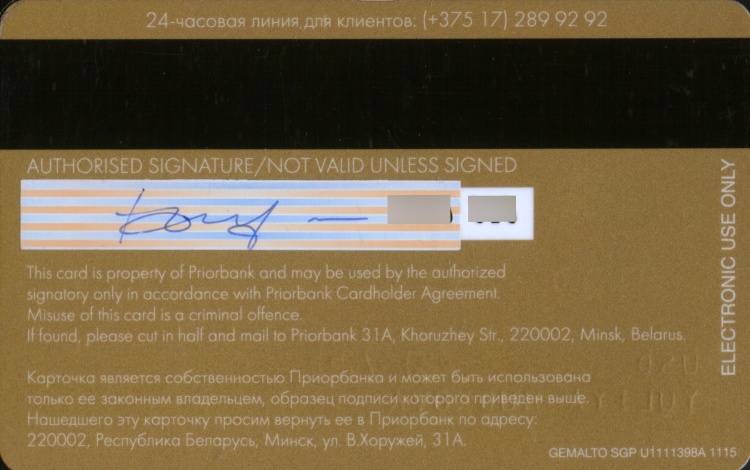 24-часовая линия для клиентов: (+375 17) 289 92 92
AUTHORISED SIGNATURE/NOT VALID UNLESS SIGNED
This card is property of Priorbank and may be used by the authorized
signatory only in accordance with Priorbank Cardholder Agreement.
Misuse of this card is a criminal offence.
If found, please cut in half and mail to Priorbank 31A, Khoruzhey Str., 220002, Minsk, Belarus.
Карточка является собственностью Приорбанка и может быть использована
только ее законным владельцем, образец подписи которого приведен выше.
Нашедшего эту карточку просим вернуть ее в Приорбанк по адресу:
220002, Республика Беларусь, Минск, ул. В.Хоружей, 31А.
ELECTRONIC USE ONLY
GEMALTO SGP U1111398A 1115